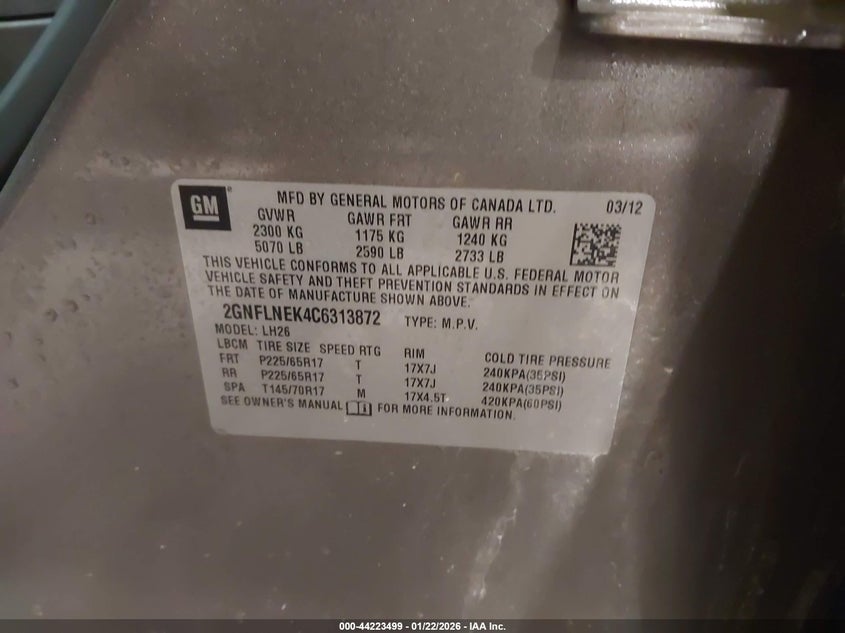 GM
MFD BY GENERAL MOTORS OF CANADA LTD. 03/12
GVWR GAWR FRT GAWR RR
2300 KG 1175 KG 1240 KG
5070 LB 2590 LB 2733 LB
THIS VEHICLE CONFORMS TO ALL APPLICABLE U.S. FEDERAL MOTOR
VEHICLE SAFETY AND THEFT PREVENTION STANDARDS IN EFFECT ON
THE DATE OF MANUFACTURE SHOWN ABOVE.
2GNFLNEK4C6313872 TYPE: M.P.V.
MODEL: LH26
LBCM TIRE SIZE SPEED RTG RIM COLD TIRE PRESSURE
FRT P225/65R17 T 17X7J 240KPA(35PSI)
RR P225/65R17 T 17X7J 240KPA(35PSI)
SPA T145/70R17 M 17X4.5T 420KPA(60PSI)
SEE OWNER'S MANUAL FOR MORE INFORMATION.
000-44223499 - 01/22/2026 - IAA Inc.